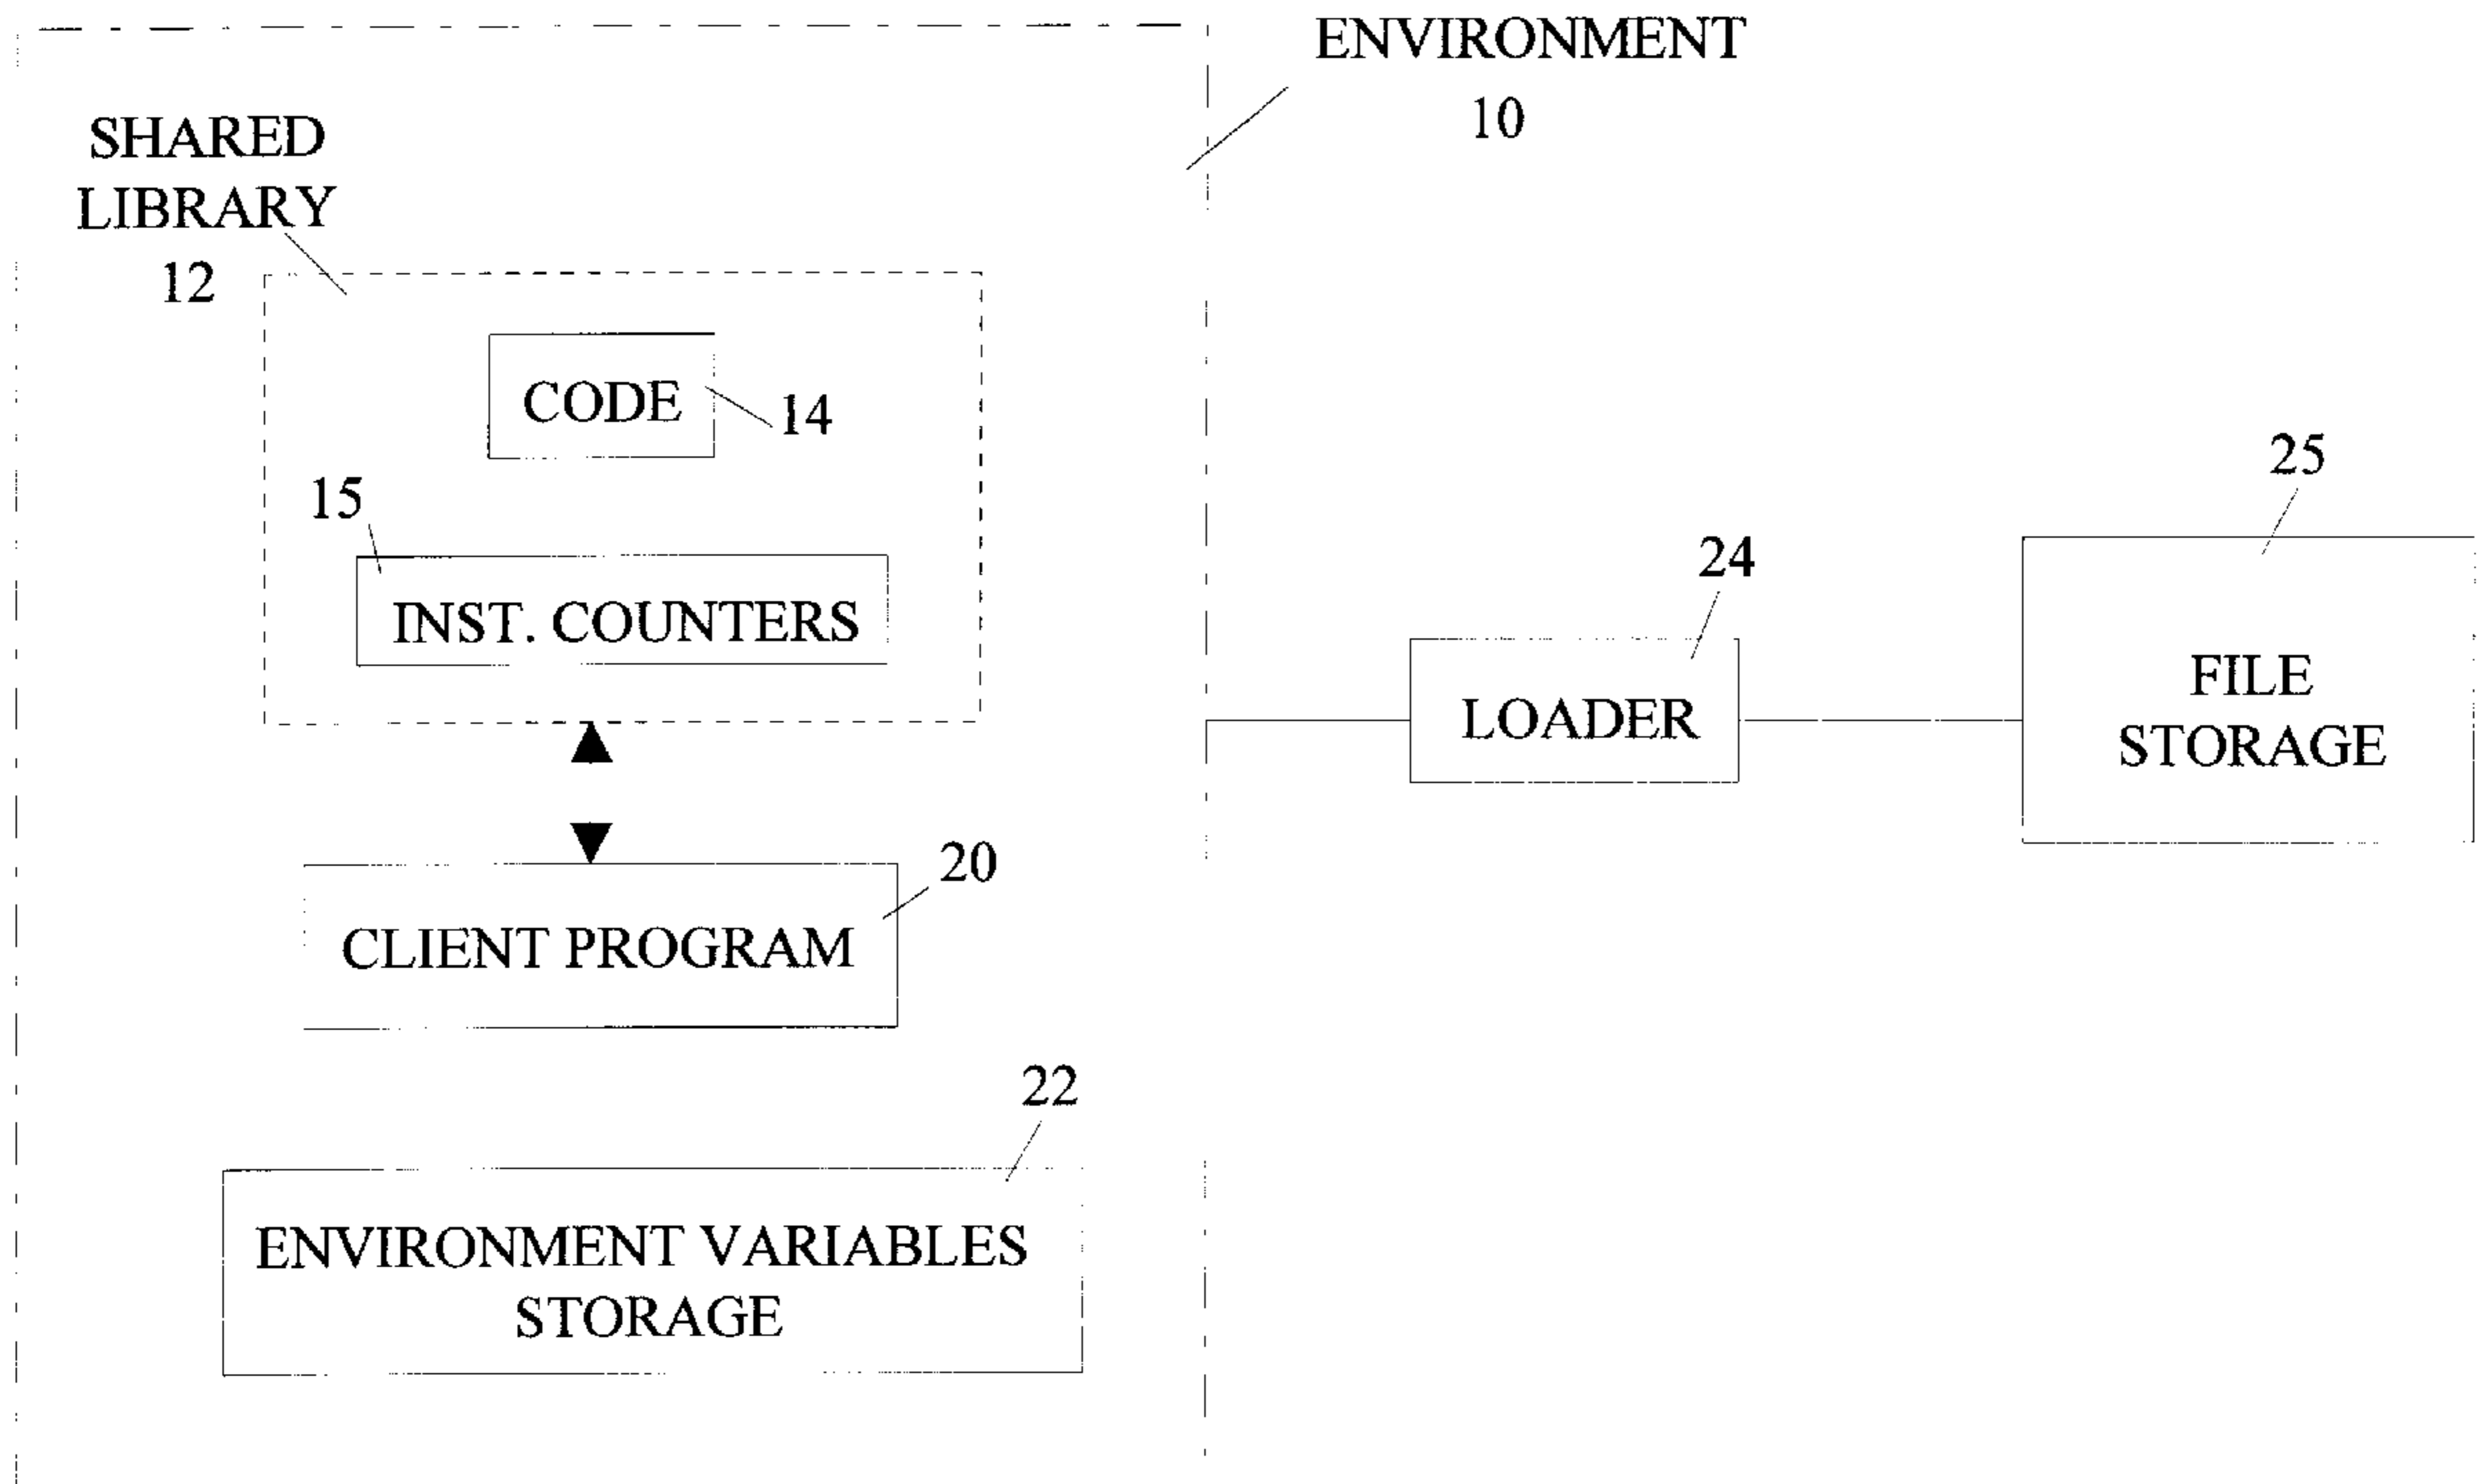 ENVIRONMENT
10
SHARED
LIBRARY
12
CODE
14
15
INST. COUNTERS
25
24
LOADER
FILE
STORAGE
20
CLIENT PROGRAM
22
ENVIRONMENT VARIABLES
STORAGE